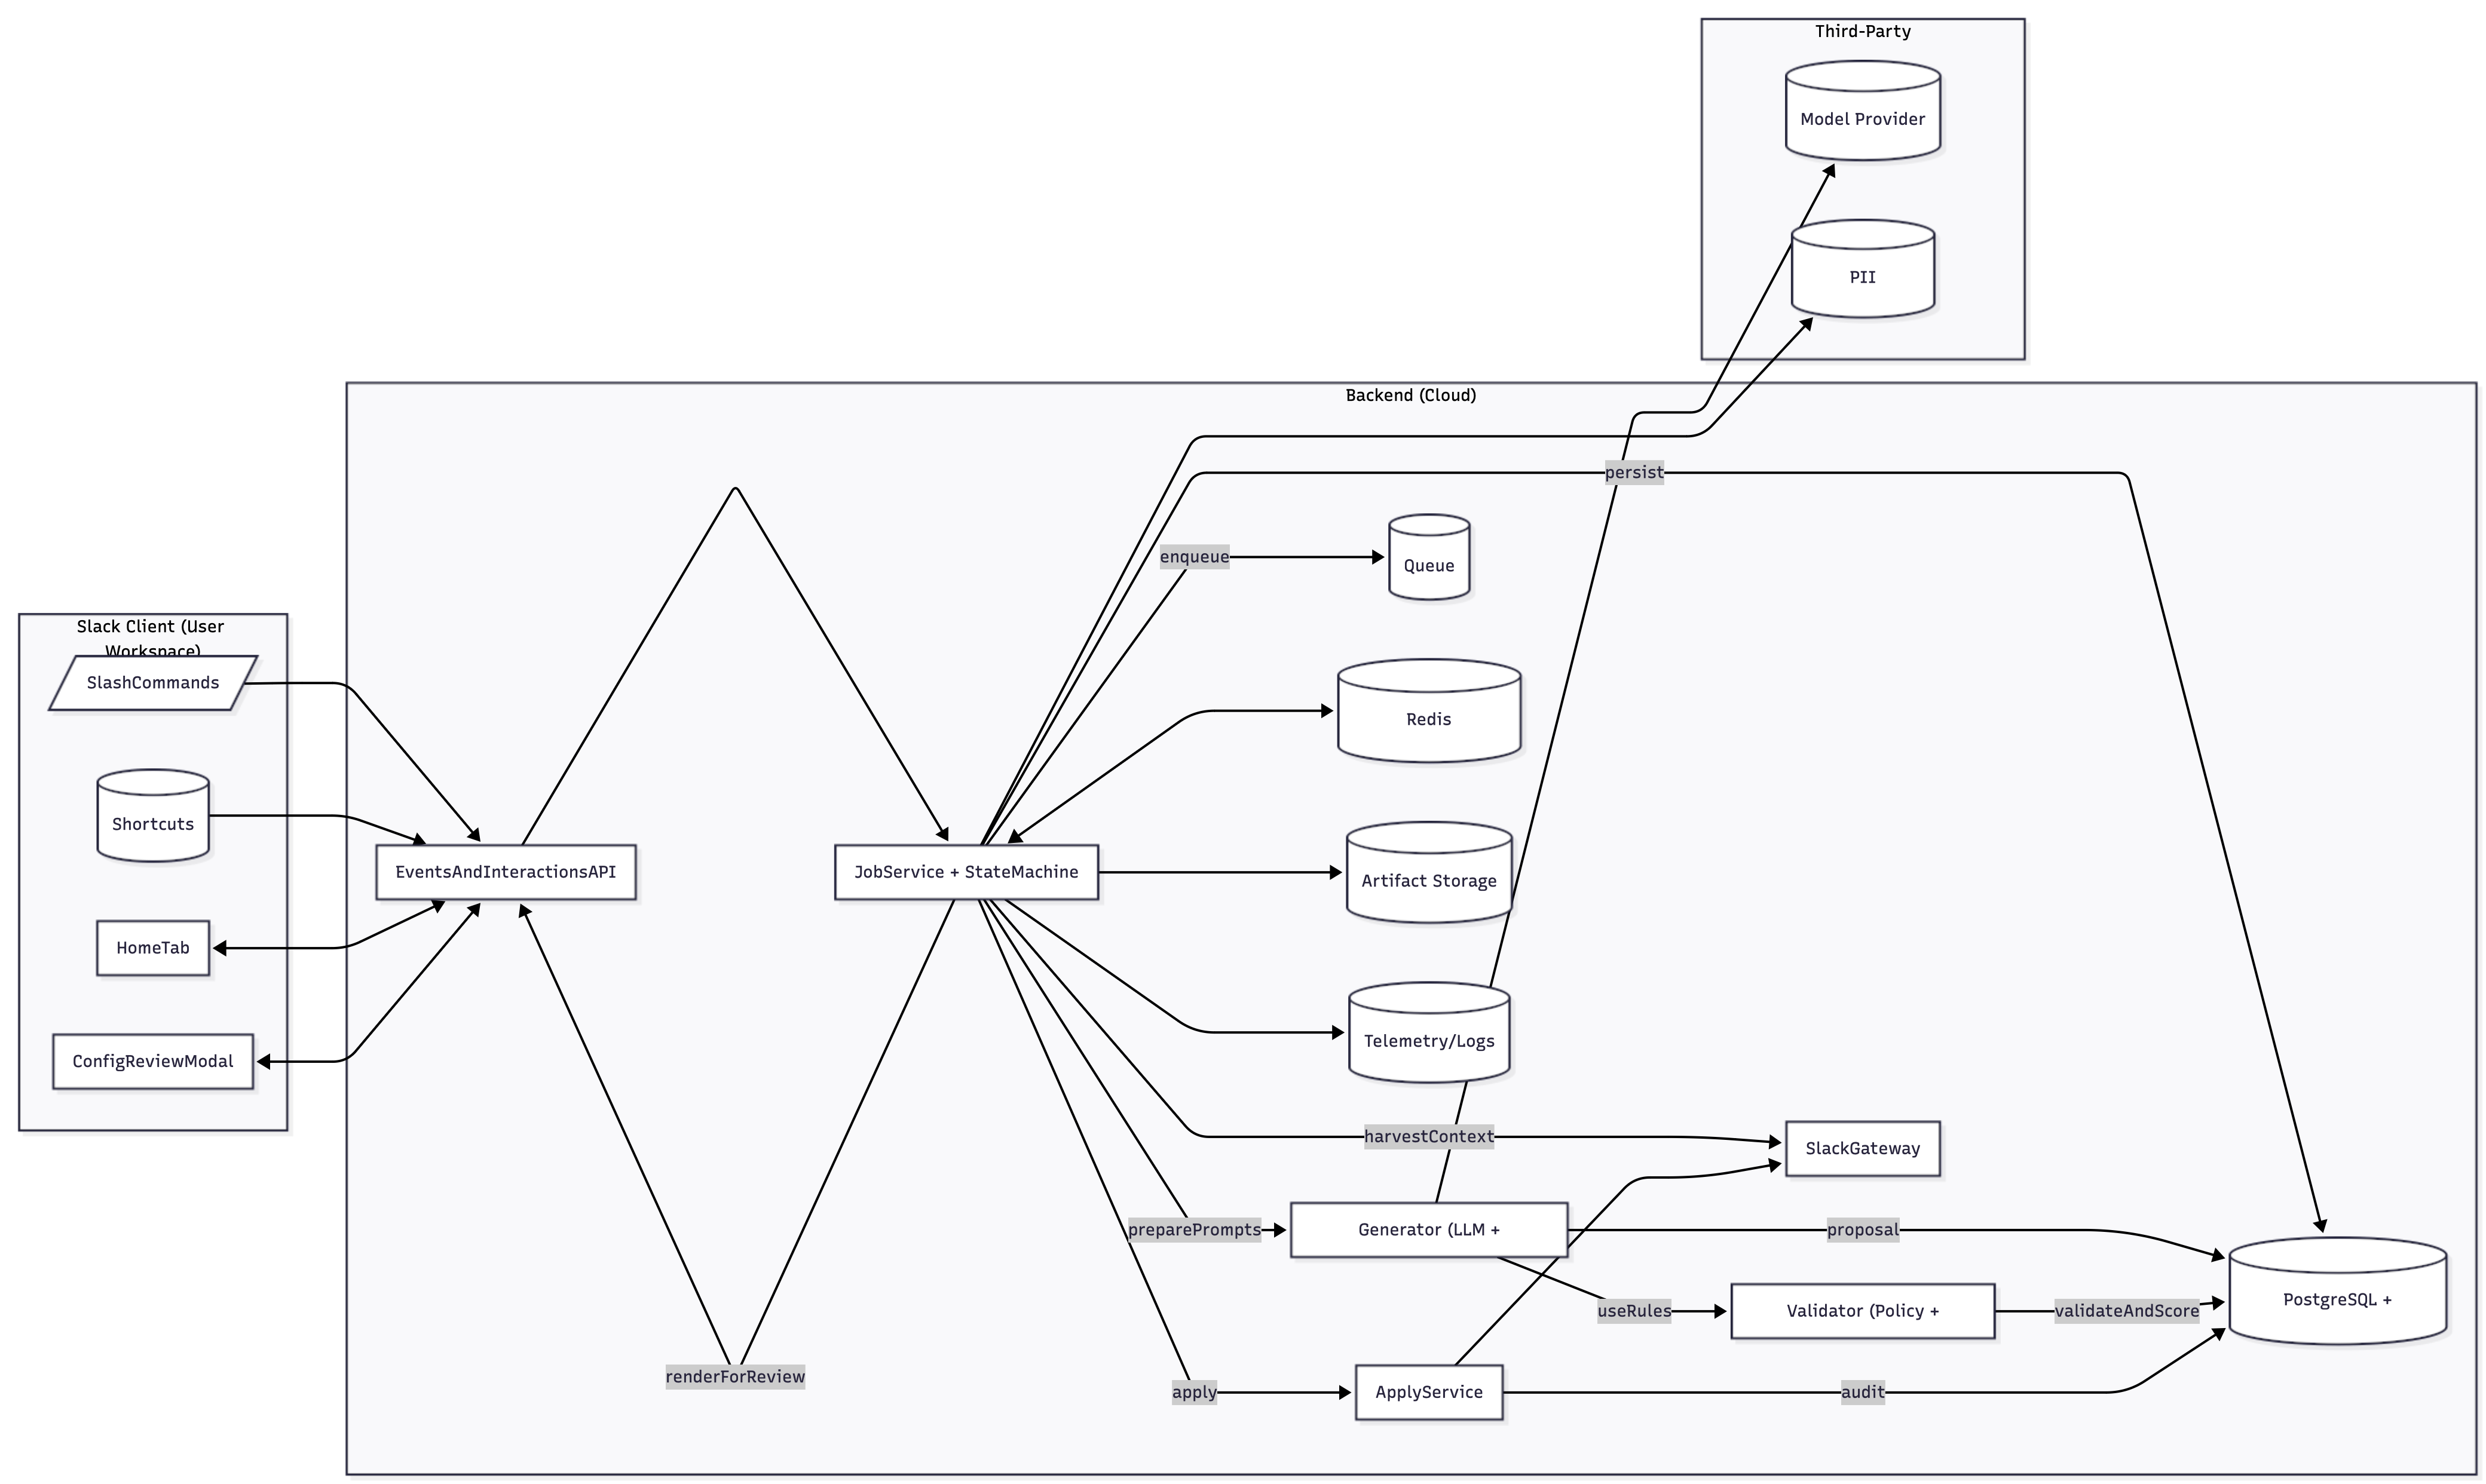 Third-Party
Model Provider
PII
Backend (Cloud)
persist
enqueue
Queue
Slack Client (User
Workspace)
SlashCommands
Redis
Shortcuts
EventsAndInteractionsAPI
JobService + StateMachine
Artifact Storage
HomeTab
ConfigReviewModal
Telemetry/Logs
harvestContext
SlackGateway
preparePrompts
Generator (LLM +
proposal
useRules
Validator (Policy +
validateAndScore
PostgreSQL +
renderForReview
apply
ApplyService
audit